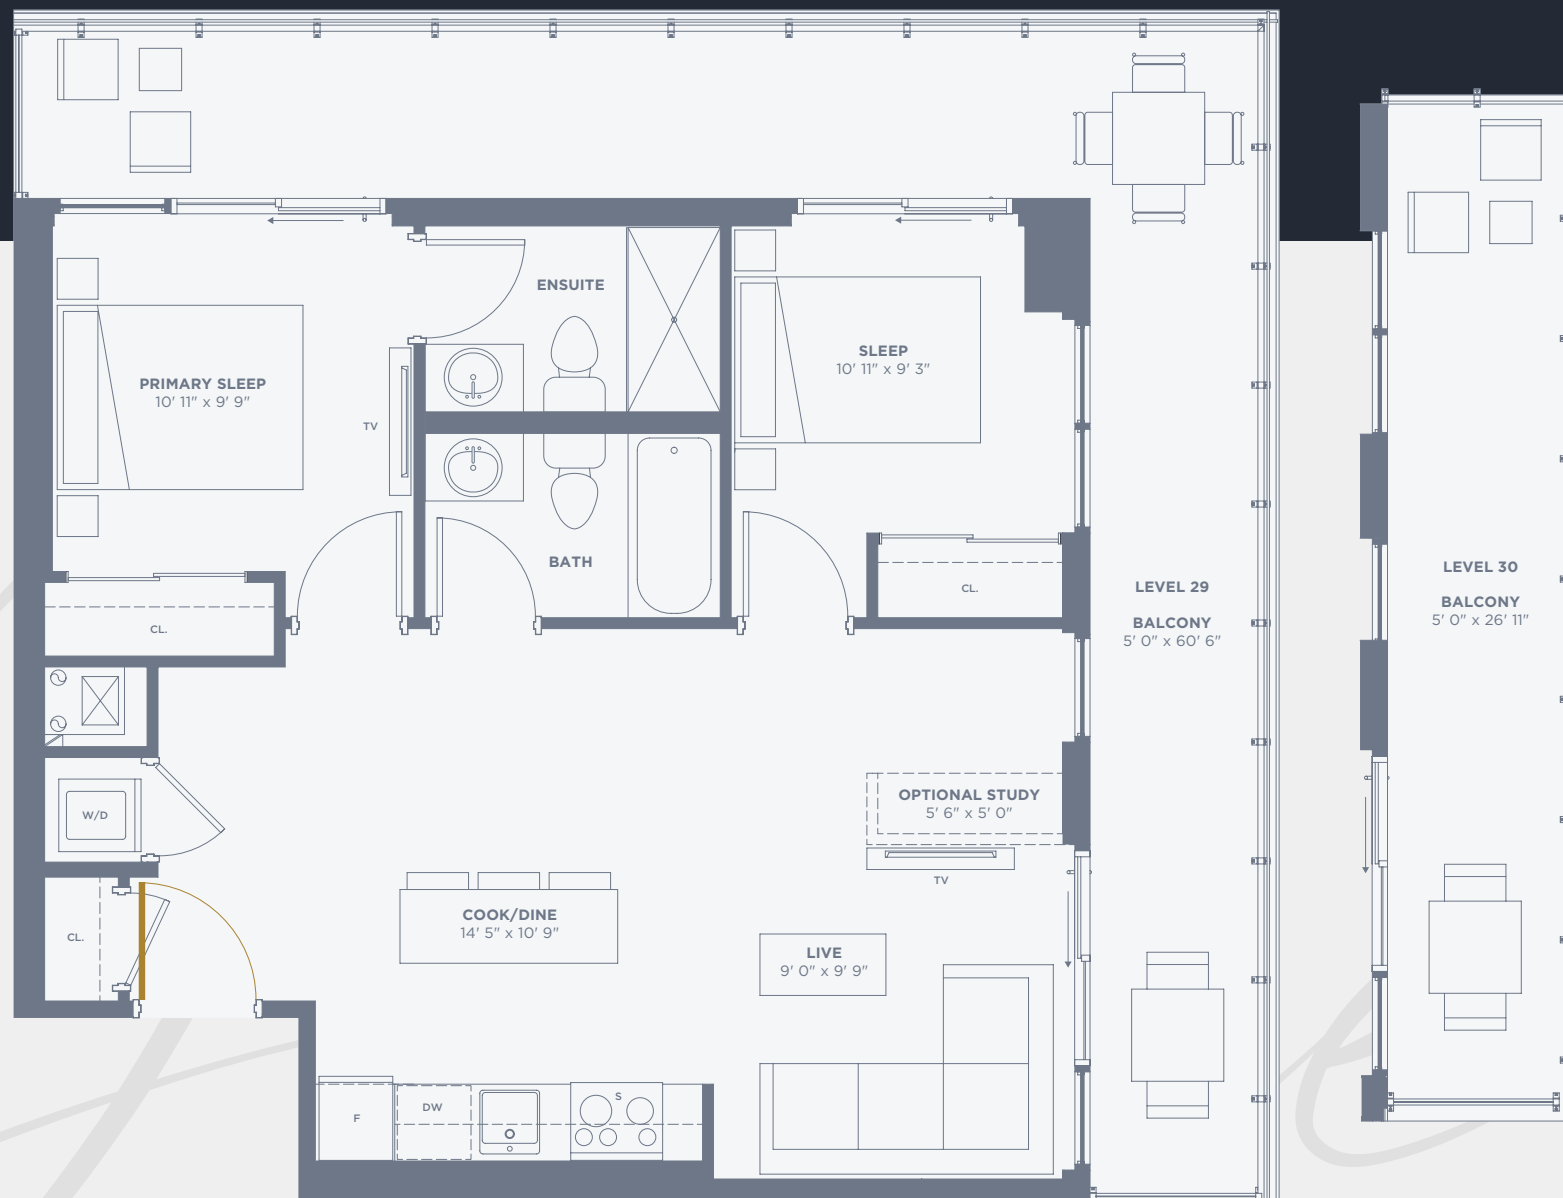 ENSUITE
PRIMARY SLEEP
10' 11" x 9' 9"
TV
SLEEP
10' 11" x 9' 3"
BATH
CL.
CL.
LEVEL 29
BALCONY
5' 0" x 60' 6"
LEVEL 30
BALCONY
5' 0" x 26' 11"
W/D
OPTIONAL STUDY
5' 6" x 5' 0"
TV
CL.
COOK/DINE
14' 5" x 10' 9"
LIVE
9' 0" x 9' 9"
F
DW
S